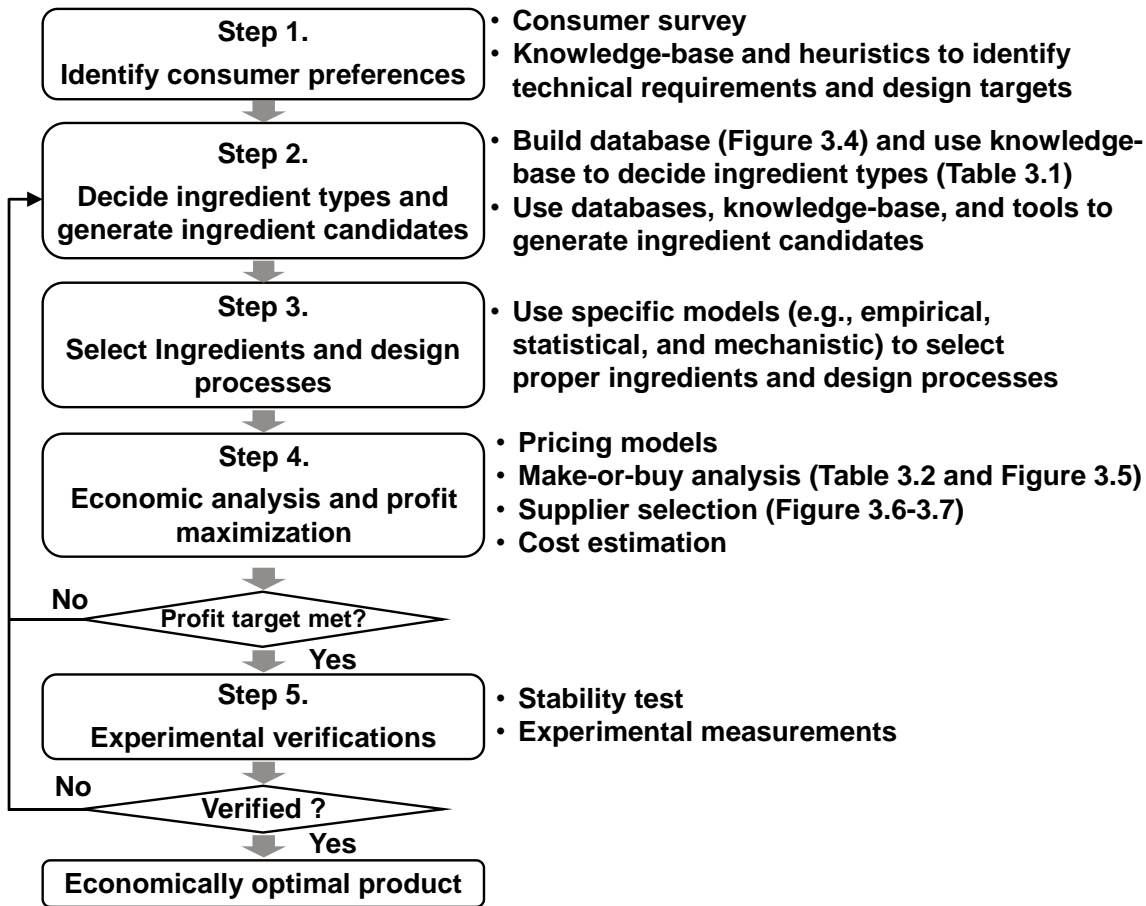 Step 1.
Identify consumer preferences
• Consumer survey
• Knowledge-base and heuristics to identify
technical requirements and design targets
Step 2.
Decide ingredient types and
generate ingredient candidates
• Build database (Figure 3.4) and use knowledge-
base to decide ingredient types (Table 3.1)
• Use databases, knowledge-base, and tools to
generate ingredient candidates
Step 3.
Select Ingredients and design
processes
• Use specific models (e.g., empirical,
statistical, and mechanistic) to select
proper ingredients and design processes
Step 4.
Economic analysis and profit
maximization
• Pricing models
• Make-or-buy analysis (Table 3.2 and Figure 3.5)
• Supplier selection (Figure 3.6-3.7)
• Cost estimation
No
Profit target met?
Yes
Step 5.
Experimental verifications
• Stability test
• Experimental measurements
No
Verified ?
Yes
Economically optimal product